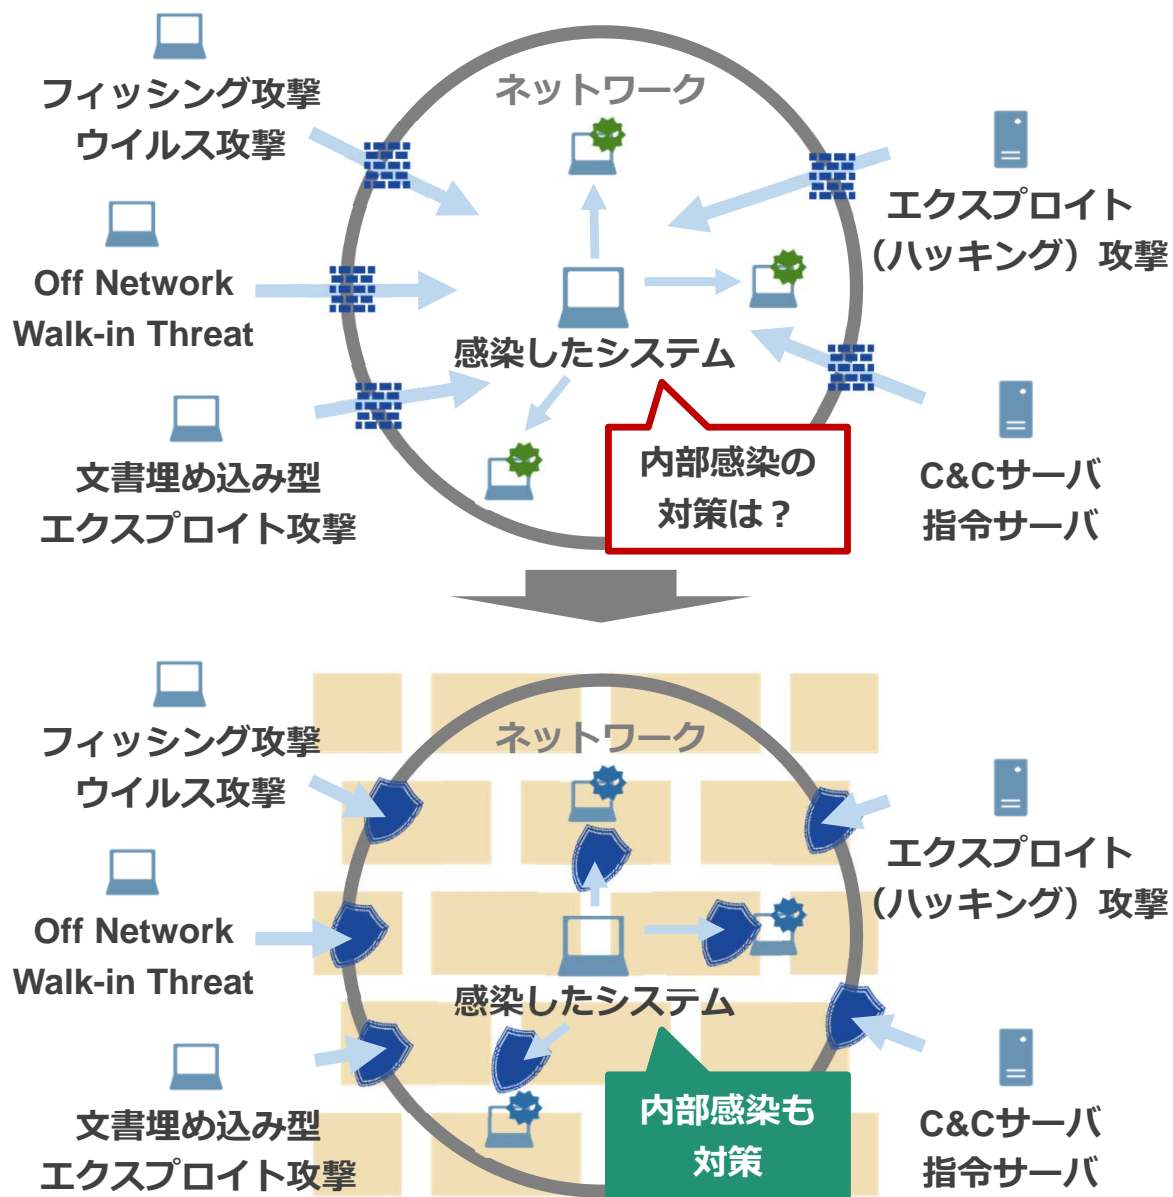 フィッシング攻撃
ウイルス攻撃
ネットワーク
エクスプロイト
（ハッキング）攻撃
Off Network
Walk-in Threat
感染したシステム
内部感染の
対策は？
文書埋め込み型
エクスプロイト攻撃
C&Cサーバ
指令サーバ
フィッシング攻撃
ウイルス攻撃
ネットワーク
エクスプロイト
（ハッキング）攻撃
Off Network
Walk-in Threat
感染したシステム
内部感染も
対策
文書埋め込み型
エクスプロイト攻撃
C&Cサーバ
指令サーバ